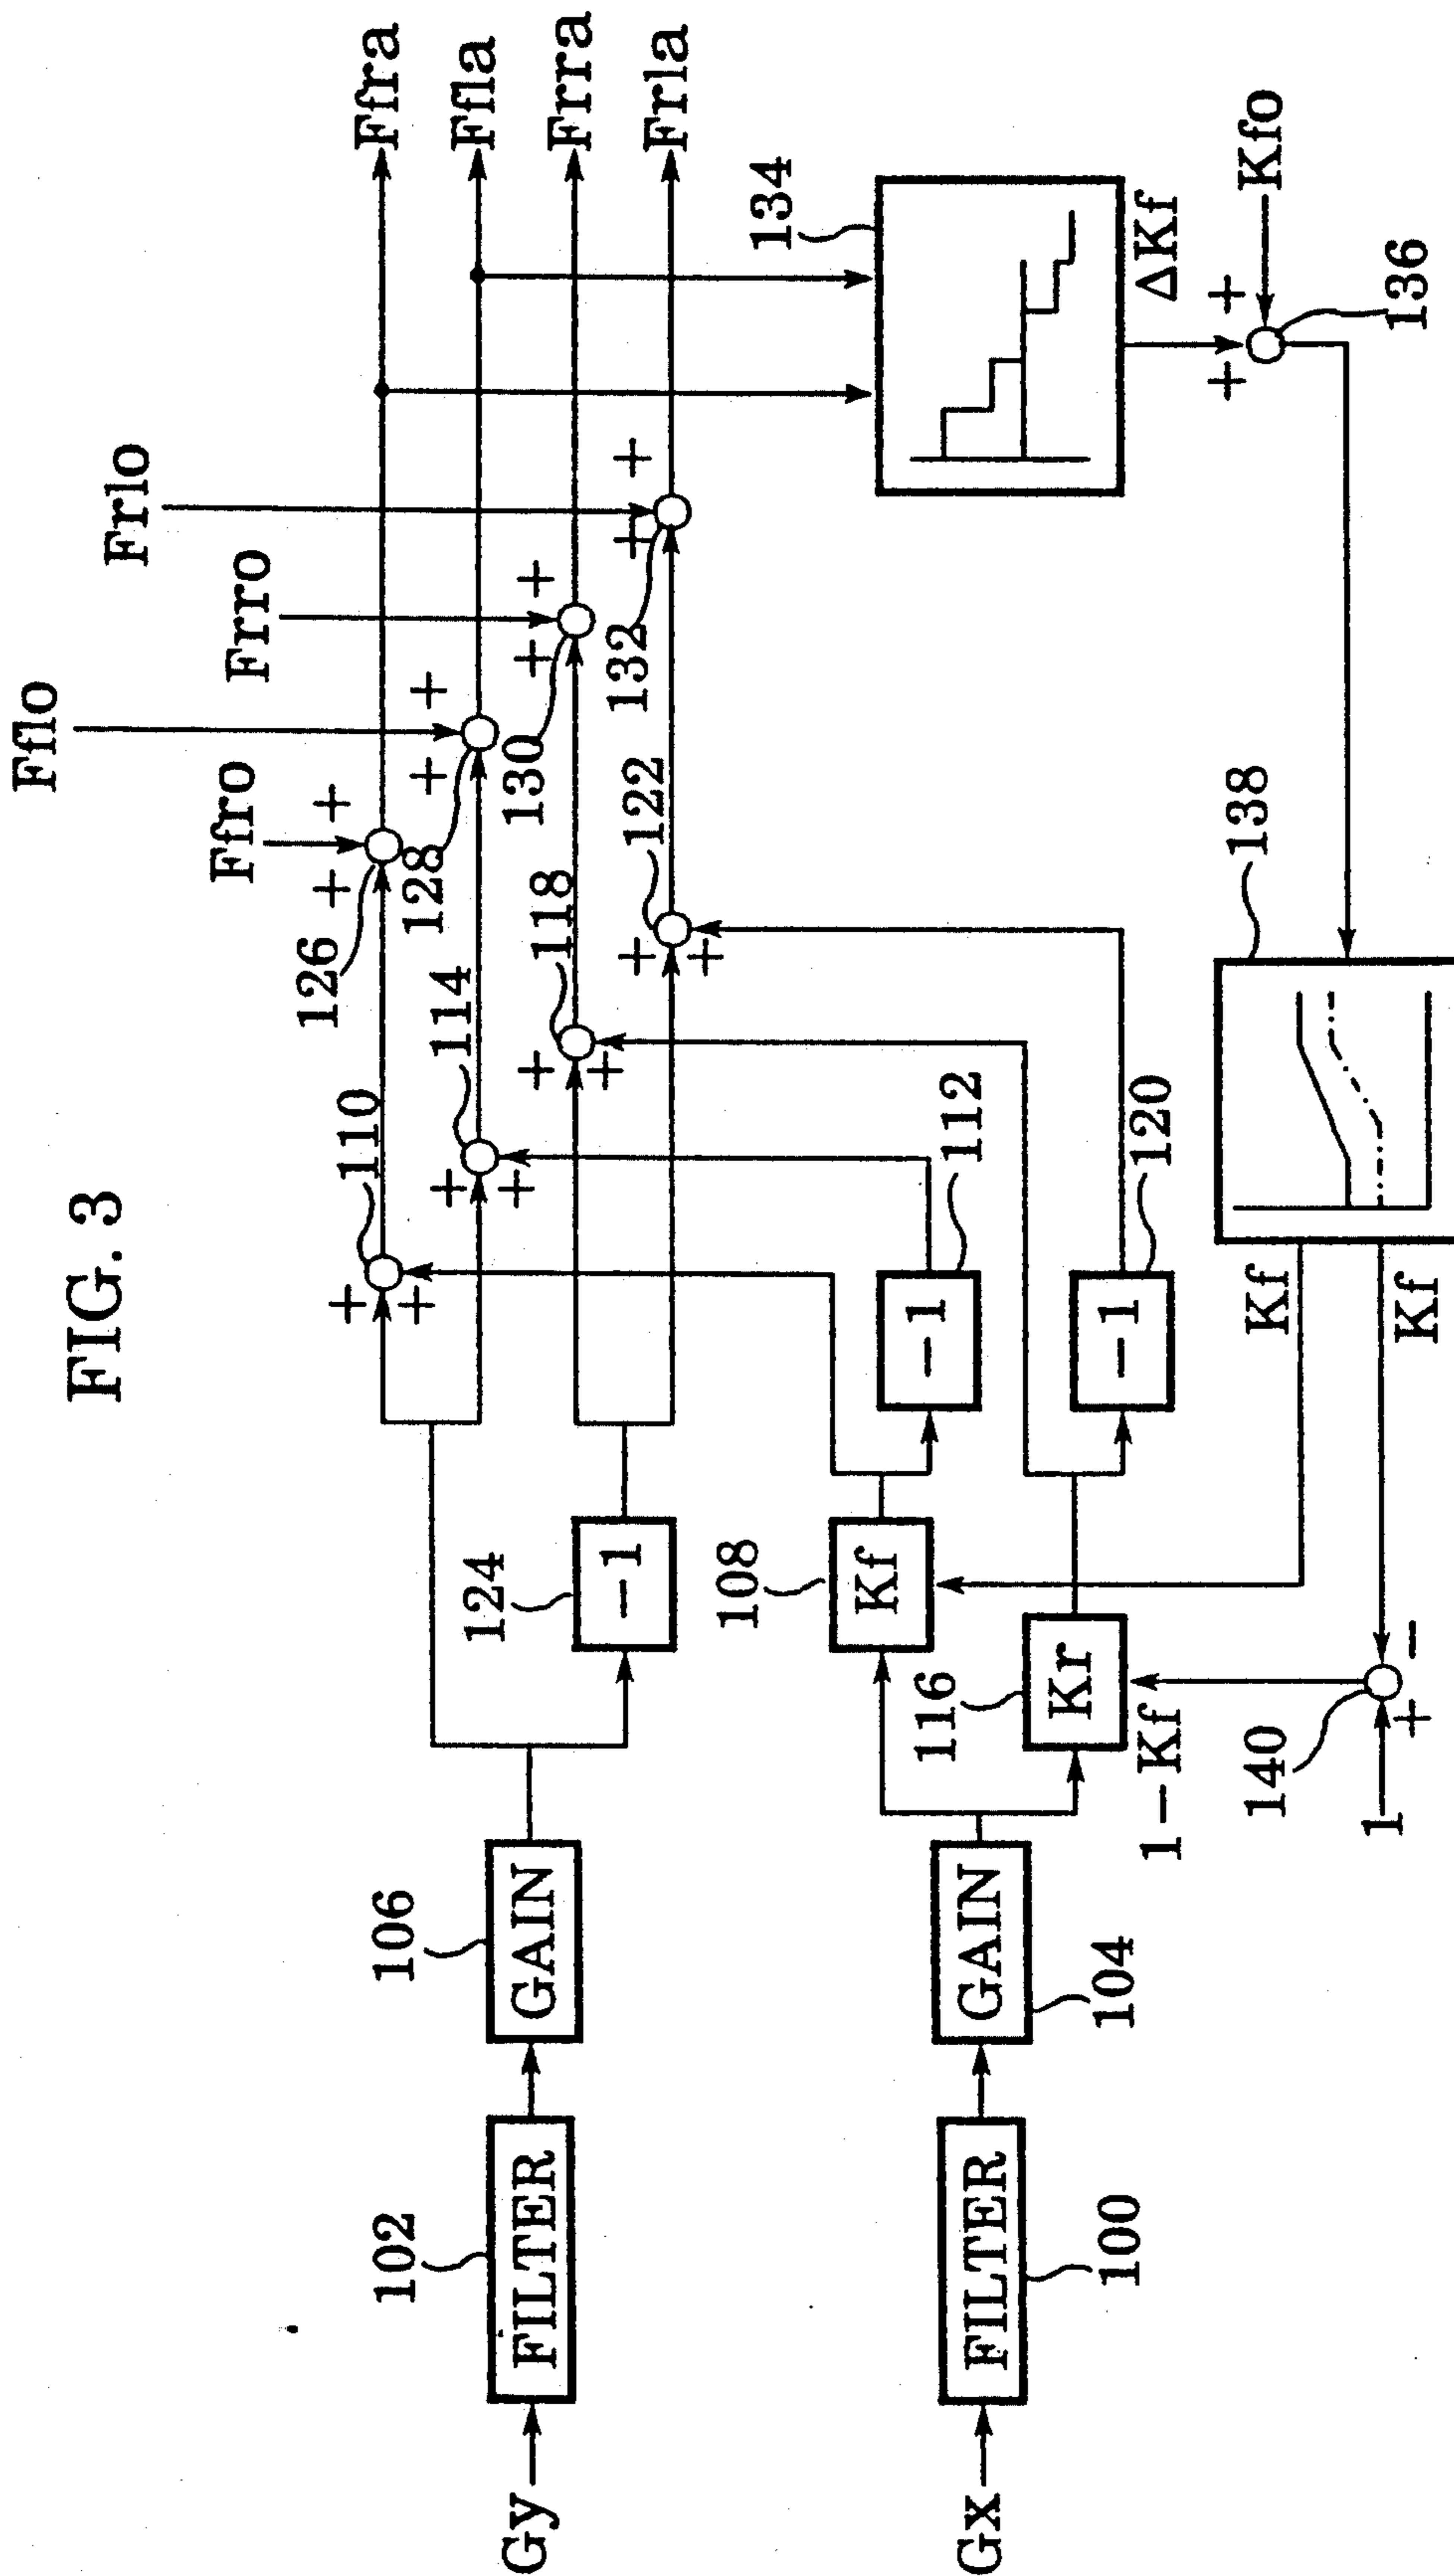 FIG. 3
Fflo
Frlo
Ffro
Frro
Ffra
Ffla
Frra
Frla
126
+
+
128
+
+
130
+
+
132
+
+
110
+
+
114
+
+
118
+
+
122
+
+
134
ΔKf
+
+
Kfo
136
138
Gy
102
FILTER
106
GAIN
124
-1
108
Kf
112
-1
Gx
100
FILTER
104
GAIN
116
Kr
120
-1
1-Kf
Kf
Kf
140
1
+
-